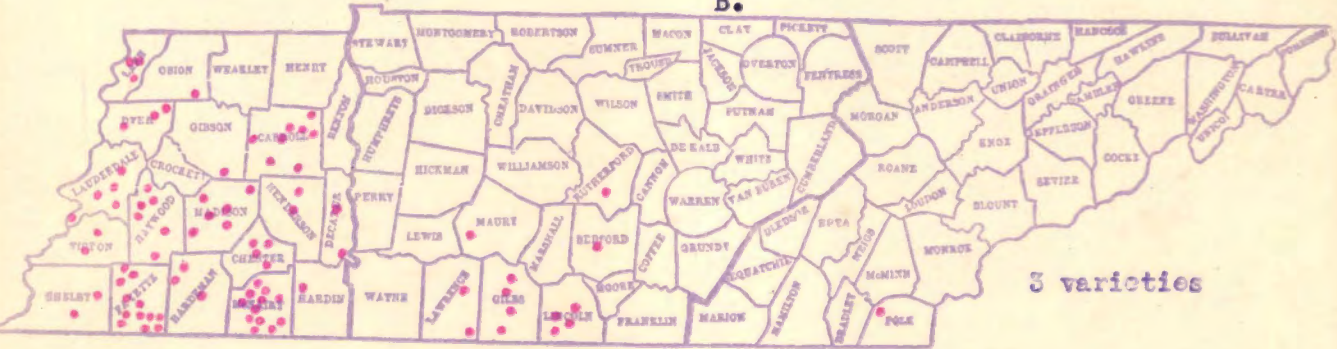 B.
LAKE
OBION
WEAKLEY
HENRY
STEWART
MONTGOMERY
ROBERTSON
SUMNER
MACON
CLAY
PICKETT
SCOTT
CAMPBELL
CLAIBORNE
HANCOCK
HAWKINS
SULLIVAN
JOHNSON
HOUSTON
TROUSDALE
JACKSON
OVERTON
FENTRESS
UNION
GRAINGER
HAMBLEN
GREENE
WASHINGTON
CARTER
UNICOI
DYER
GIBSON
CARROLL
BENTON
HUMPHREYS
DICKSON
CHEATHAM
DAVIDSON
WILSON
SMITH
PUTNAM
MORGAN
ANDERSON
KNOX
JEFFERSON
COCKE
LAUDERDALE
CROCKETT
HICKMAN
WILLIAMSON
RUTHERFORD
CANNON
DE KALB
WHITE
CUMBERLAND
ROANE
LOUDON
BLOUNT
SEVIER
TIPTON
HAYWOOD
MADISON
HENDERSON
DECATUR
PERRY
LEWIS
MAURY
MARSHALL
BEDFORD
COFFEE
WARREN
VAN BUREN
GRUNDY
BLEDSOE
RHEA
MEIGS
MONROE
CHESTER
SEQUATCHIE
McMINN
SHELBY
FAYETTE
HARDEMAN
McNAIRY
HARDIN
WAYNE
LAWRENCE
GILES
LINCOLN
MOORE
FRANKLIN
MARION
HAMILTON
BRADLEY
POLK
3 varieties